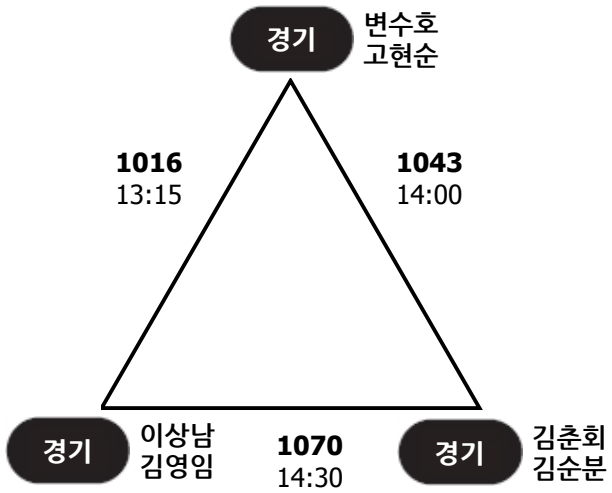 경기
변수호
고현순
1016
13:15
1043
14:00
경기
이상남
김영임
1070
14:30
경기
김춘회
김순분